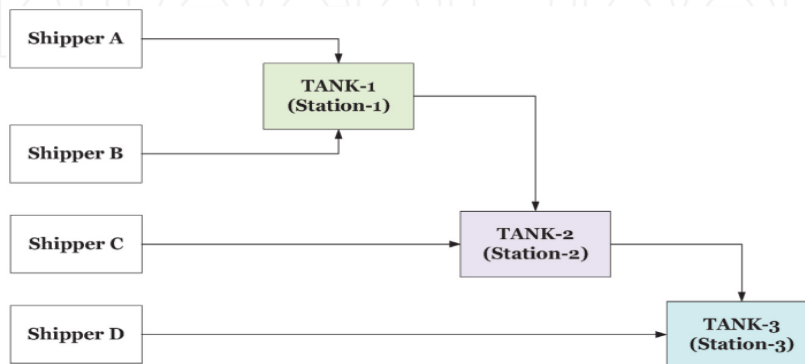 Shipper A
TANK-1
(Station-1)
Shipper B
Shipper C
TANK-2
(Station-2)
Shipper D
TANK-3
(Station-3)